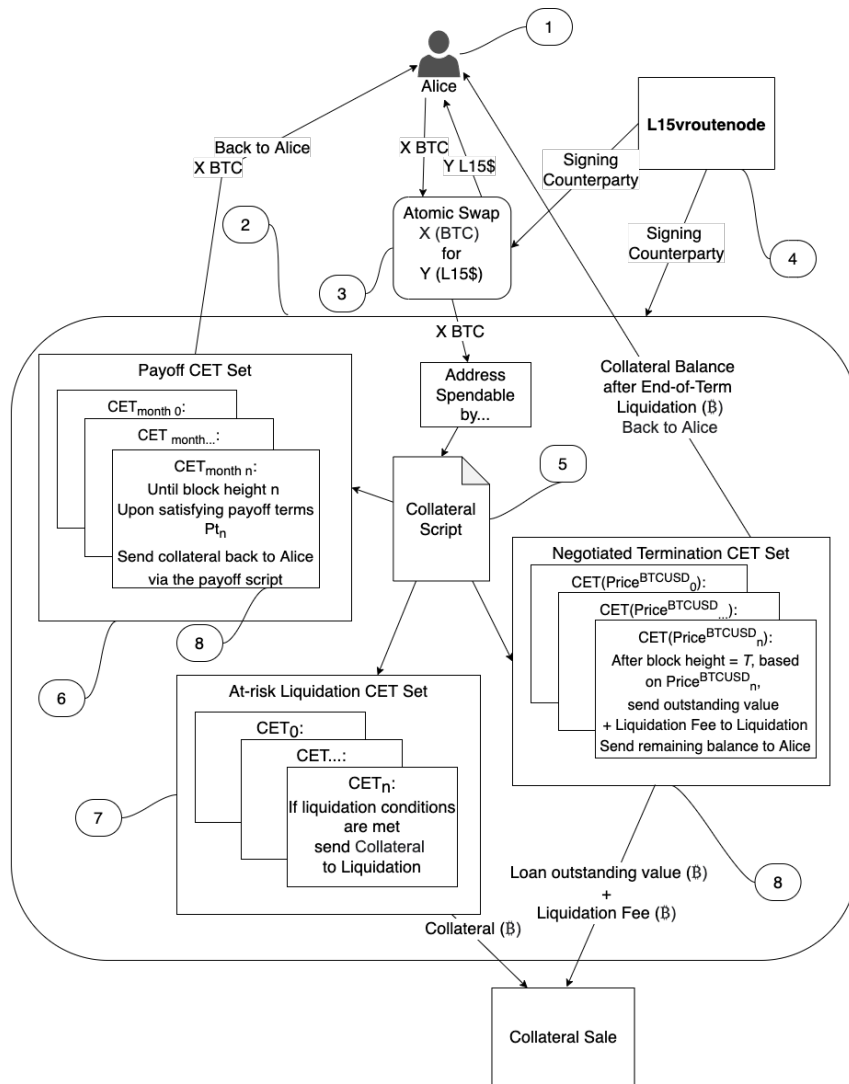 1
Alice
L15vroutenode
Back to Alice
X BTC
X BTC
Y L15$
Signing
Counterparty
2
Atomic Swap
X (BTC)
for
Y (L15$)
Signing
Counterparty
4
3
X BTC
Payoff CET Set
Address
Spendable
by...
Collateral Balance
after End-of-Term
Liquidation (₿)
Back to Alice
CETmonth 0:
CET month...:
CETmonth n:
Until block height n
Upon satisfying payoff terms
Ptn
Send collateral back to Alice
via the payoff script
5
Collateral
Script
Negotiated Termination CET Set
CET(PriceBTCUSD0):
CET(PriceBTCUSD...):
CET(PriceBTCUSDn):
After block height = T, based
on PriceBTCUSDn,
send outstanding value
+ Liquidation Fee to Liquidation
Send remaining balance to Alice
8
6
At-risk Liquidation CET Set
CET0:
CET...:
CETn:
If liquidation conditions
are met
send Collateral
to Liquidation
7
Loan outstanding value (₿)
+
Liquidation Fee (₿)
8
Collateral (₿)
Collateral Sale